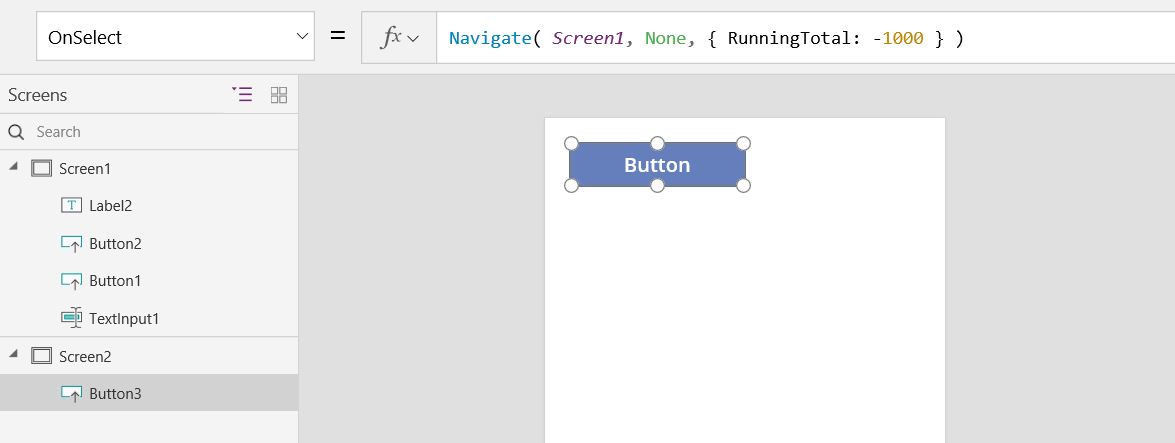 OnSelect = fx Navigate( Screen1, None, { RunningTotal: -1000 } )
Screens
Search
Screen1
Label2
Button2
Button1
TextInput1
Screen2
Button3
Button